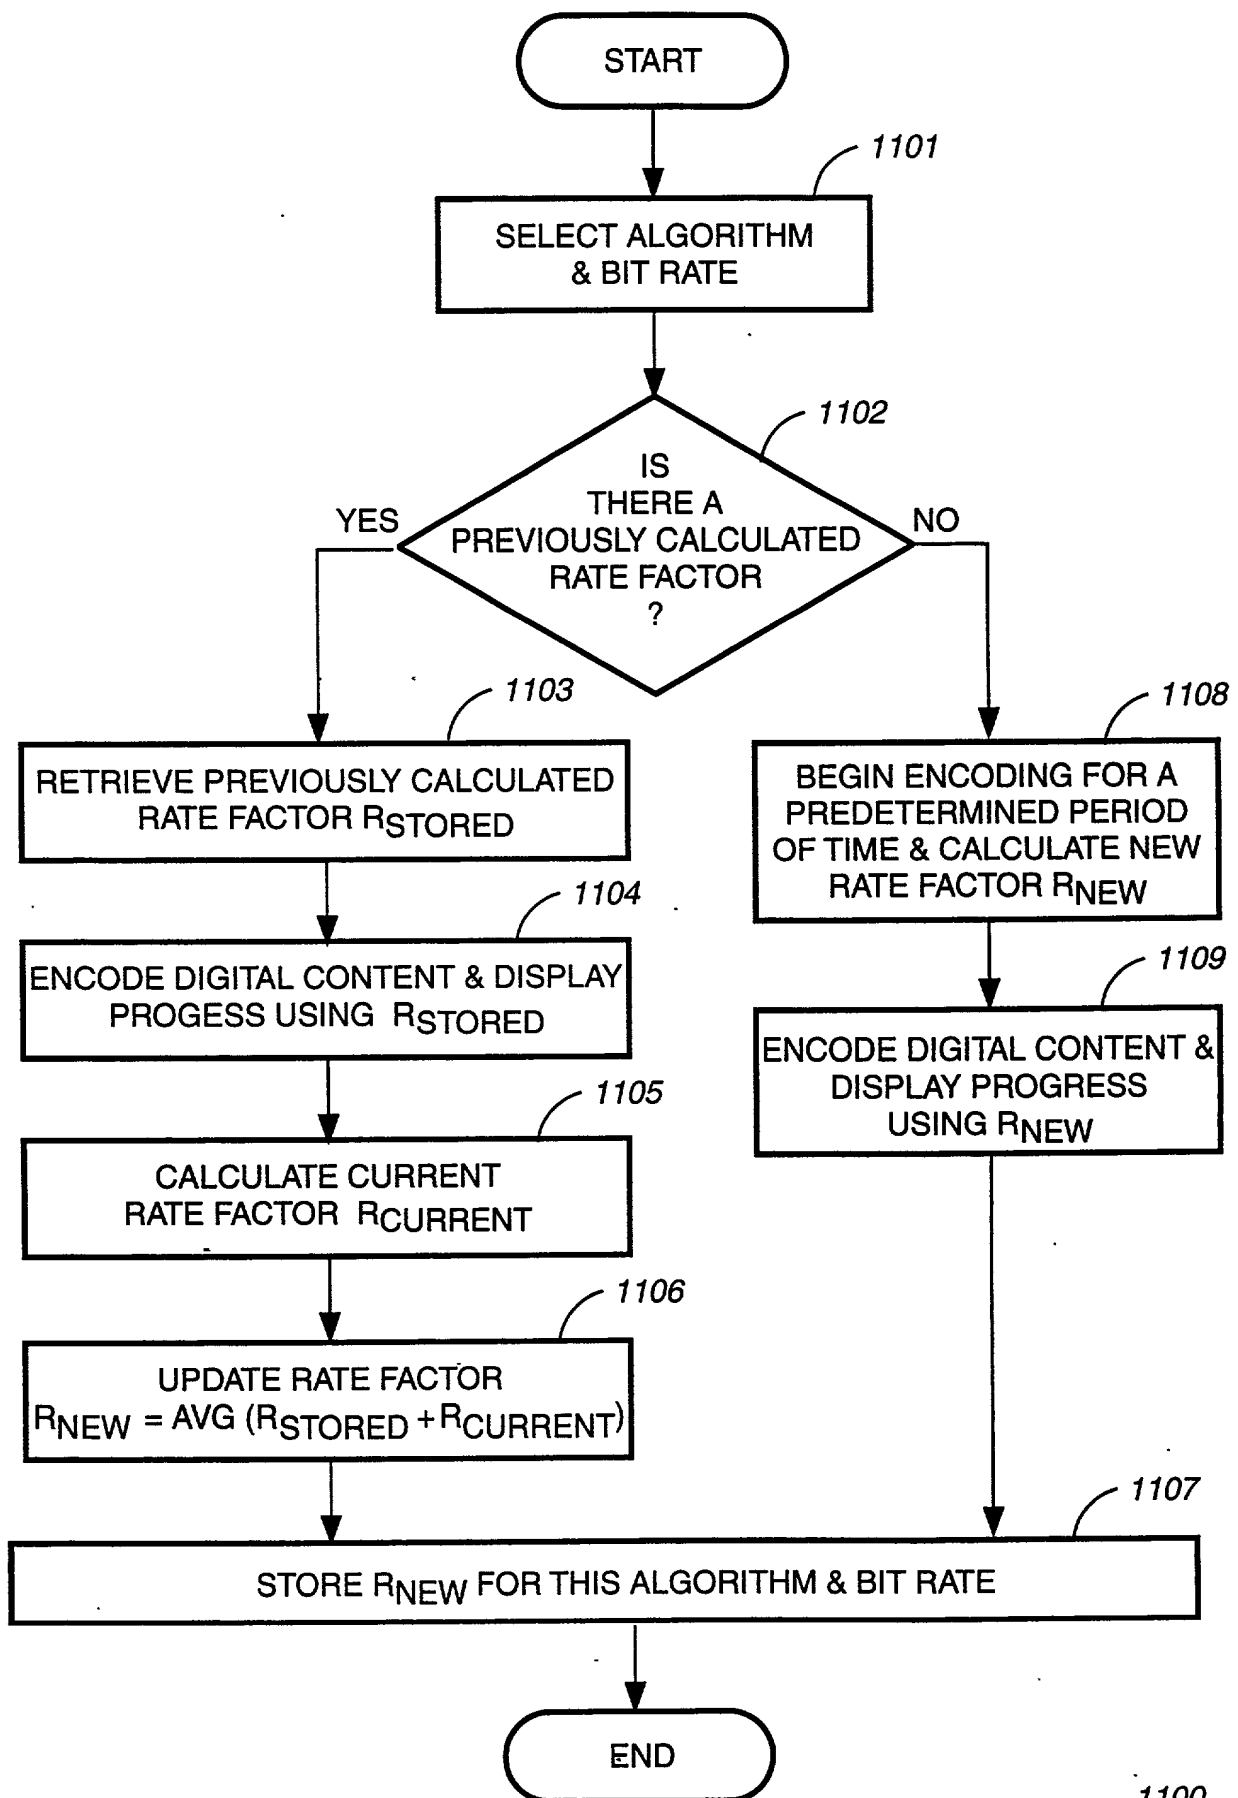 START
1101
SELECT ALGORITHM
& BIT RATE
1102
IS
THERE A
PREVIOUSLY CALCULATED
RATE FACTOR
?
YES
NO
1103
RETRIEVE PREVIOUSLY CALCULATED
RATE FACTOR RSTORED
1104
ENCODE DIGITAL CONTENT & DISPLAY
PROGESS USING RSTORED
1105
CALCULATE CURRENT
RATE FACTOR RCURRENT
1106
UPDATE RATE FACTOR
RNEW = AVG (RSTORED + RCURRENT)
1108
BEGIN ENCODING FOR A
PREDETERMINED PERIOD
OF TIME & CALCULATE NEW
RATE FACTOR RNEW
1109
ENCODE DIGITAL CONTENT &
DISPLAY PROGRESS
USING RNEW
1107
STORE RNEW FOR THIS ALGORITHM & BIT RATE
END
1100